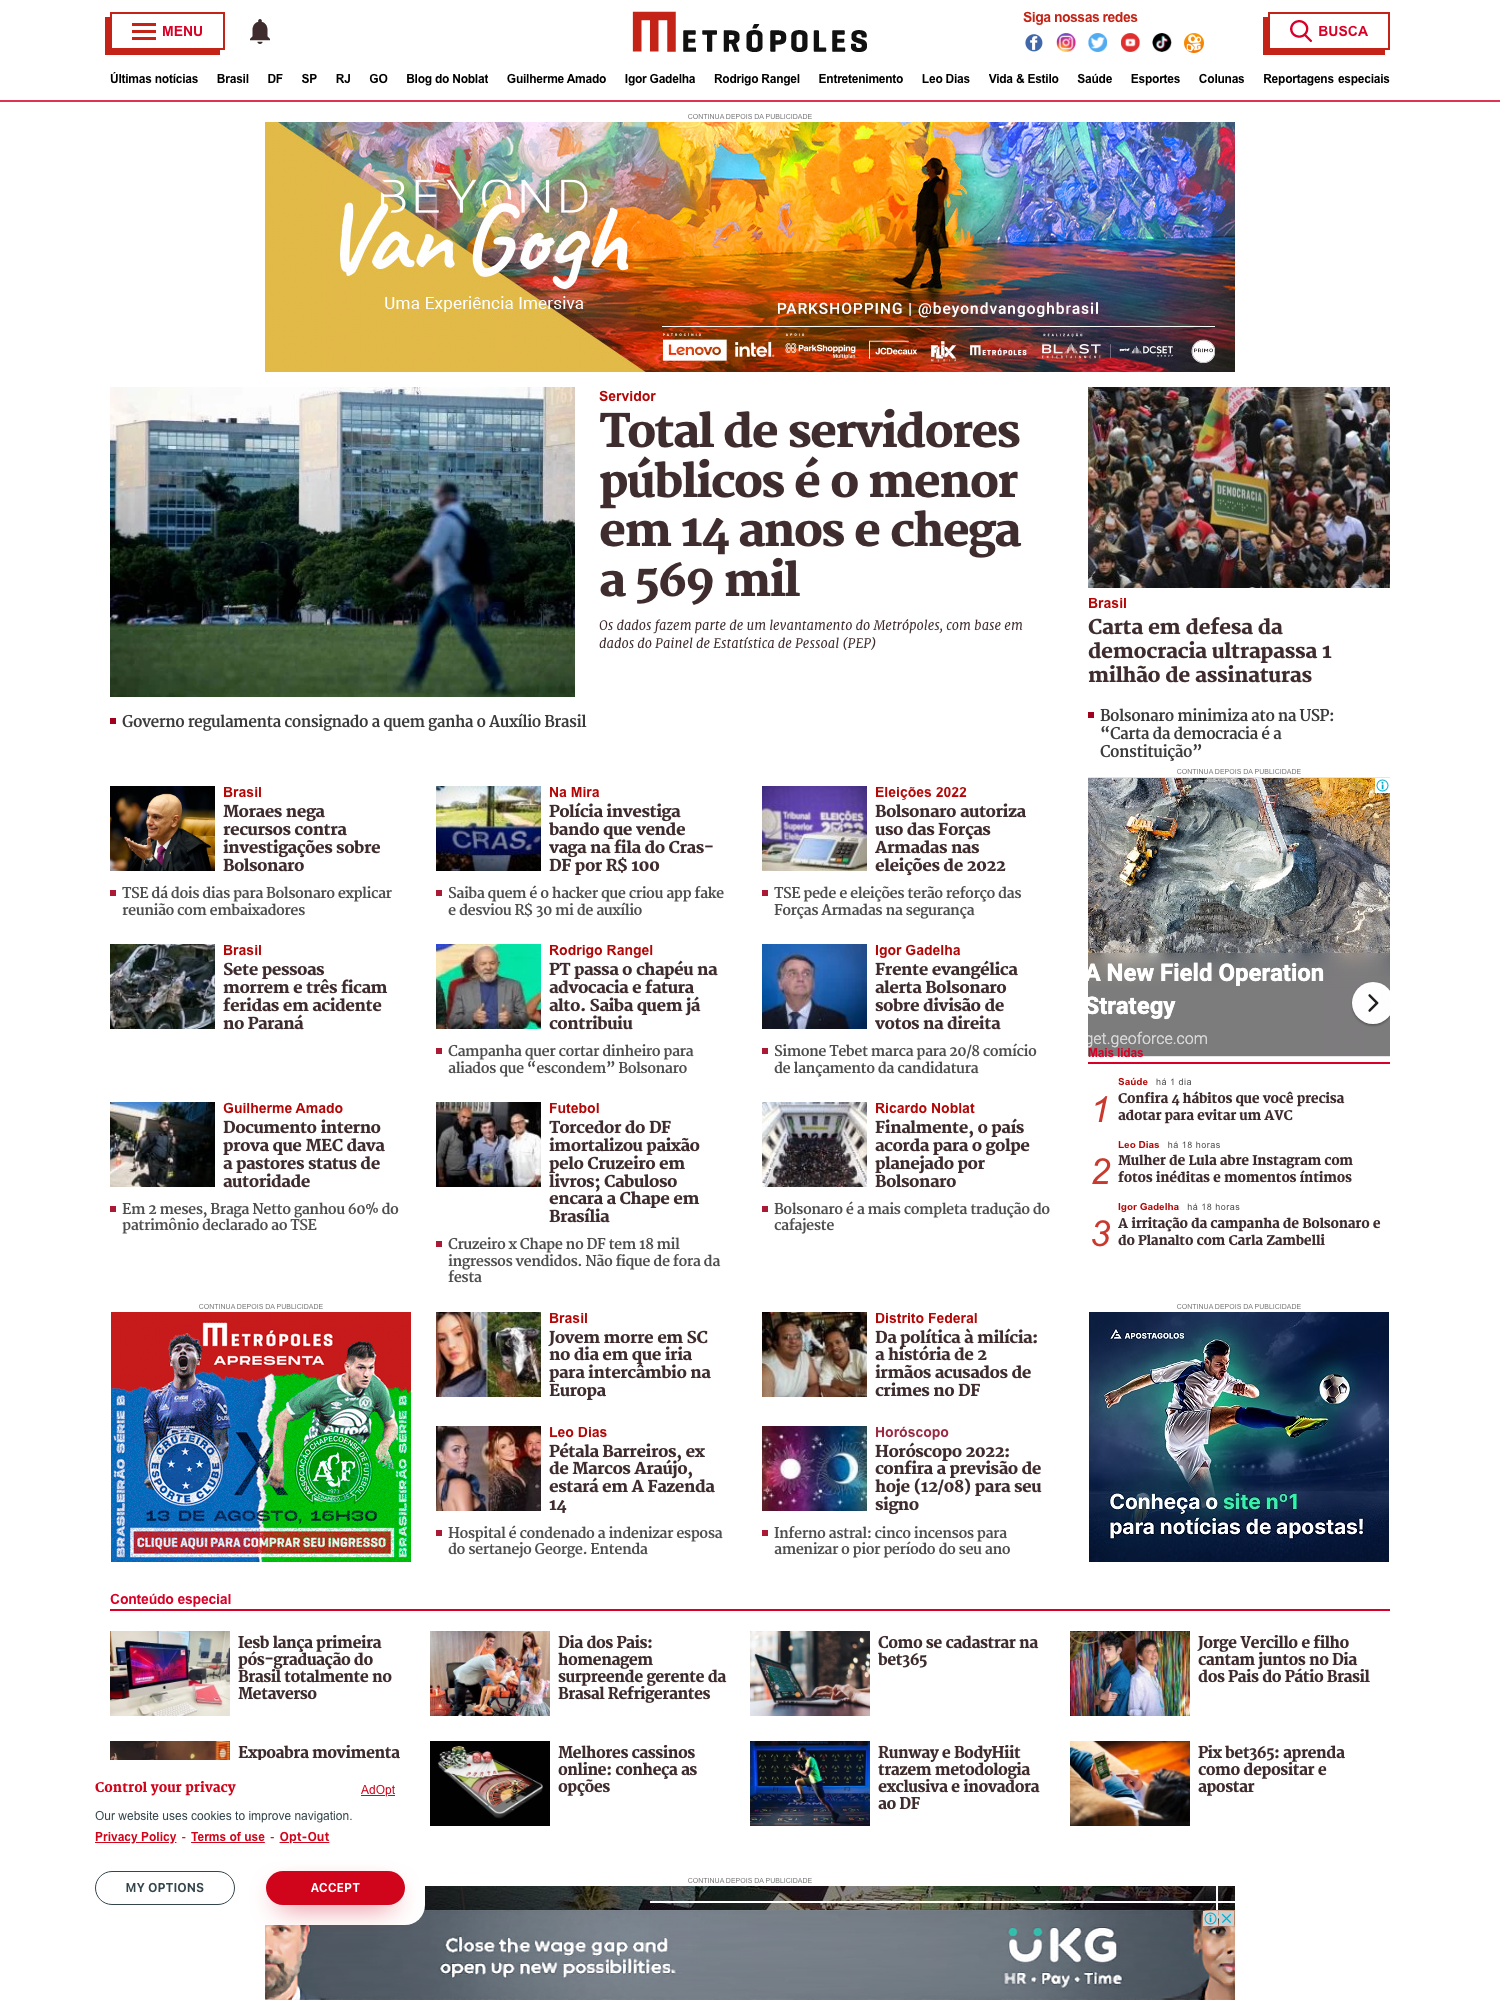 MENU
METRÓPOLES
Siga nossas redes
BUSCA
Últimas notícias Brasil DF SP RJ GO Blog do Noblat Guilherme Amado Igor Gadelha Rodrigo Rangel Entretenimento Leo Dias Vida & Estilo Saúde Esportes Colunas Reportagens especiais
CONTINUA DEPOIS DA PUBLICIDADE
BEYOND
Van Gogh
Uma Experiência Imersiva
PARKSHOPPING | @beyondvangoghbrasil
PATROCÍNIO APOIO REALIZAÇÃO
Lenovo intel. ParkShopping Multiplan JCDecaux METRÓPOLES BLAST ENTERTAINMENT DCSET PRIMO
Servidor
Total de servidores
públicos é o menor
em 14 anos e chega
a 569 mil
Os dados fazem parte de um levantamento do Metrópoles, com base em
dados do Painel de Estatística de Pessoal (PEP)
Governo regulamenta consignado a quem ganha o Auxílio Brasil
DEMOCRACIA
Brasil
Carta em defesa da
democracia ultrapassa 1
milhão de assinaturas
Bolsonaro minimiza ato na USP:
“Carta da democracia é a
Constituição”
Brasil
Moraes nega
recursos contra
investigações sobre
Bolsonaro
TSE dá dois dias para Bolsonaro explicar
reunião com embaixadores
CRAS
Na Mira
Polícia investiga
bando que vende
vaga na fila do Cras-
DF por R$ 100
Saiba quem é o hacker que criou app fake
e desviou R$ 30 mi de auxílio
Tribunal
Superior
ELEIÇÕES
2022
Eleições 2022
Bolsonaro autoriza
uso das Forças
Armadas nas
eleições de 2022
TSE pede e eleições terão reforço das
Forças Armadas na segurança
Brasil
Sete pessoas
morrem e três ficam
feridas em acidente
no Paraná
Rodrigo Rangel
PT passa o chapéu na
advocacia e fatura
alto. Saiba quem já
contribuiu
Campanha quer cortar dinheiro para
aliados que “escondem” Bolsonaro
Igor Gadelha
Frente evangélica
alerta Bolsonaro
sobre divisão de
votos na direita
Simone Tebet marca para 20/8 comício
de lançamento da candidatura
Guilherme Amado
Documento interno
prova que MEC dava
a pastores status de
autoridade
Em 2 meses, Braga Netto ganhou 60% do
patrimônio declarado ao TSE
Futebol
Torcedor do DF
imortalizou paixão
pelo Cruzeiro em
livros; Cabuloso
encara a Chape em
Brasília
Cruzeiro x Chape no DF tem 18 mil
ingressos vendidos. Não fique de fora da
festa
Ricardo Noblat
Finalmente, o país
acorda para o golpe
planejado por
Bolsonaro
Bolsonaro é a mais completa tradução do
cafajeste
CONTINUA DEPOIS DA PUBLICIDADE
A New Field Operation
Strategy
get.geoforce.com
Mais lidas
Saúde há 1 dia
1 Confira 4 hábitos que você precisa
adotar para evitar um AVC
Leo Dias há 18 horas
2 Mulher de Lula abre Instagram com
fotos inéditas e momentos íntimos
Igor Gadelha há 18 horas
3 A irritação da campanha de Bolsonaro e
do Planalto com Carla Zambelli
CONTINUA DEPOIS DA PUBLICIDADE
METRÓPOLES
APRESENTA
BRASILEIRÃO SÉRIE B
CRUZEIRO
ESPORTE CLUBE
X
ASSOCIAÇÃO CHAPECOENSE DE FUTEBOL
ACF
1973
BRASILEIRÃO SÉRIE B
13 DE AGOSTO, 16H30
CLIQUE AQUI PARA COMPRAR SEU INGRESSO
Brasil
Jovem morre em SC
no dia em que iria
para intercâmbio na
Europa
Distrito Federal
Da política à milícia:
a história de 2
irmãos acusados de
crimes no DF
Leo Dias
Pétala Barreiros, ex
de Marcos Araújo,
estará em A Fazenda
14
Hospital é condenado a indenizar esposa
do sertanejo George. Entenda
Horóscopo
Horóscopo 2022:
confira a previsão de
hoje (12/08) para seu
signo
Inferno astral: cinco incensos para
amenizar o pior período do seu ano
CONTINUA DEPOIS DA PUBLICIDADE
APOSTAGOLOS
Conheça o site nº1
para notícias de apostas!
Conteúdo especial
Iesb lança primeira
pós-graduação do
Brasil totalmente no
Metaverso
Dia dos Pais:
homenagem
surpreende gerente da
Brasal Refrigerantes
Como se cadastrar na
bet365
Jorge Vercillo e filho
cantam juntos no Dia
dos Pais do Pátio Brasil
Expoabra movimenta
Melhores cassinos
online: conheça as
opções
Runway e BodyHiit
trazem metodologia
exclusiva e inovadora
ao DF
Pix bet365: aprenda
como depositar e
apostar
Control your privacy
AdOpt
Our website uses cookies to improve navigation.
Privacy Policy - Terms of use - Opt-Out
MY OPTIONS
ACCEPT
CONTINUA DEPOIS DA PUBLICIDADE
Close the wage gap and
open up new possibilities.
UKG
HR • Pay • Time